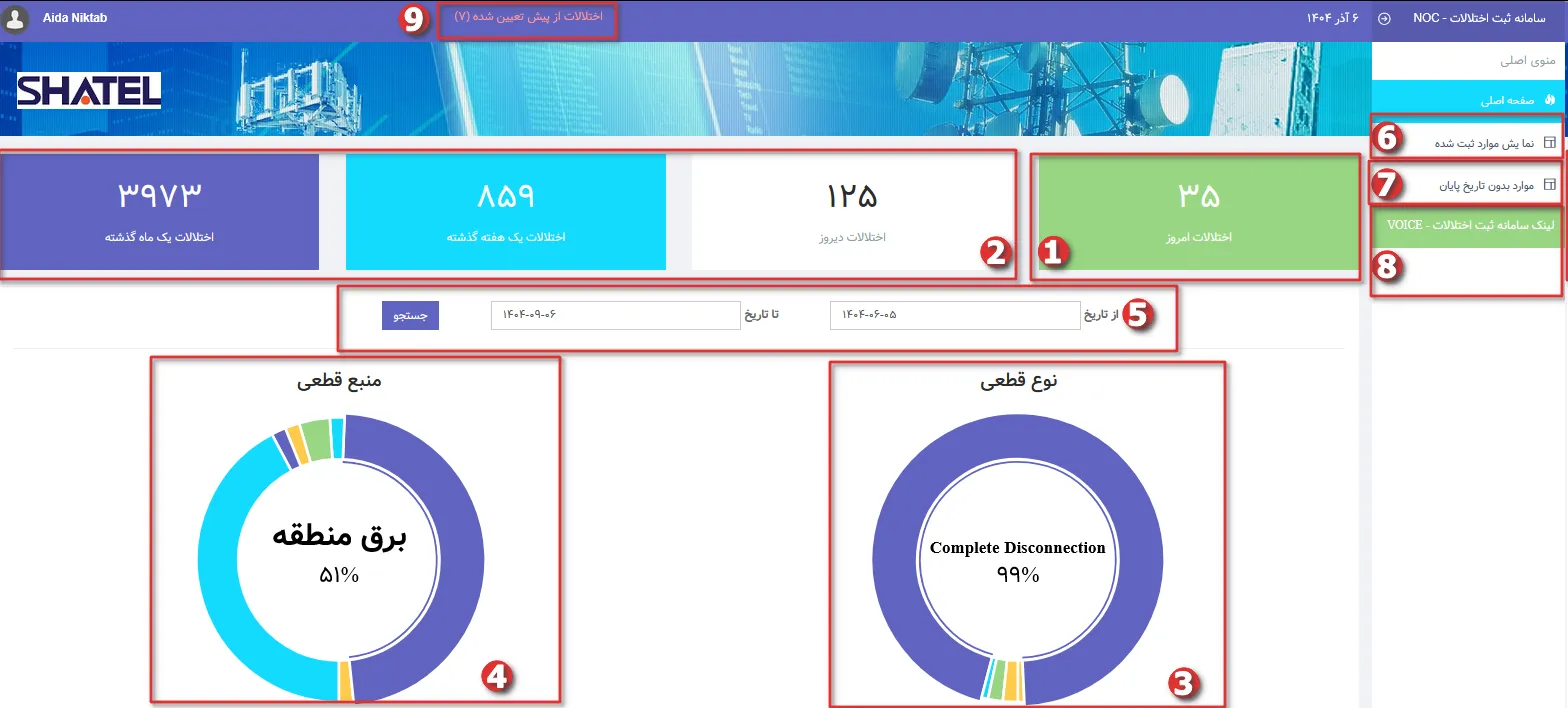 سامانه ثبت اختلالات - NOC
۶ آذر ۱۴۰۴
اختلالات از پیش تعیین شده (۷)
9
Aida Niktab
SHATEL
منوی اصلی
صفحه اصلی
نمایش موارد ثبت شده
6
موارد بدون تاریخ پایان
7
لینک سامانه ثبت اختلالات - VOICE
8
۳۵
اختلالات امروز
1
۱۲۵
اختلالات دیروز
2
۸۵۹
اختلالات یک هفته گذشته
۳۹۷۳
اختلالات یک ماه گذشته
5
از تاریخ
۱۴۰۴-۰۶-۰۵
تا تاریخ
۱۴۰۴-۰۹-۰۶
جستجو
نوع قطعی
Complete Disconnection
۹۹%
3
منبع قطعی
برق منطقه
۵۱%
4